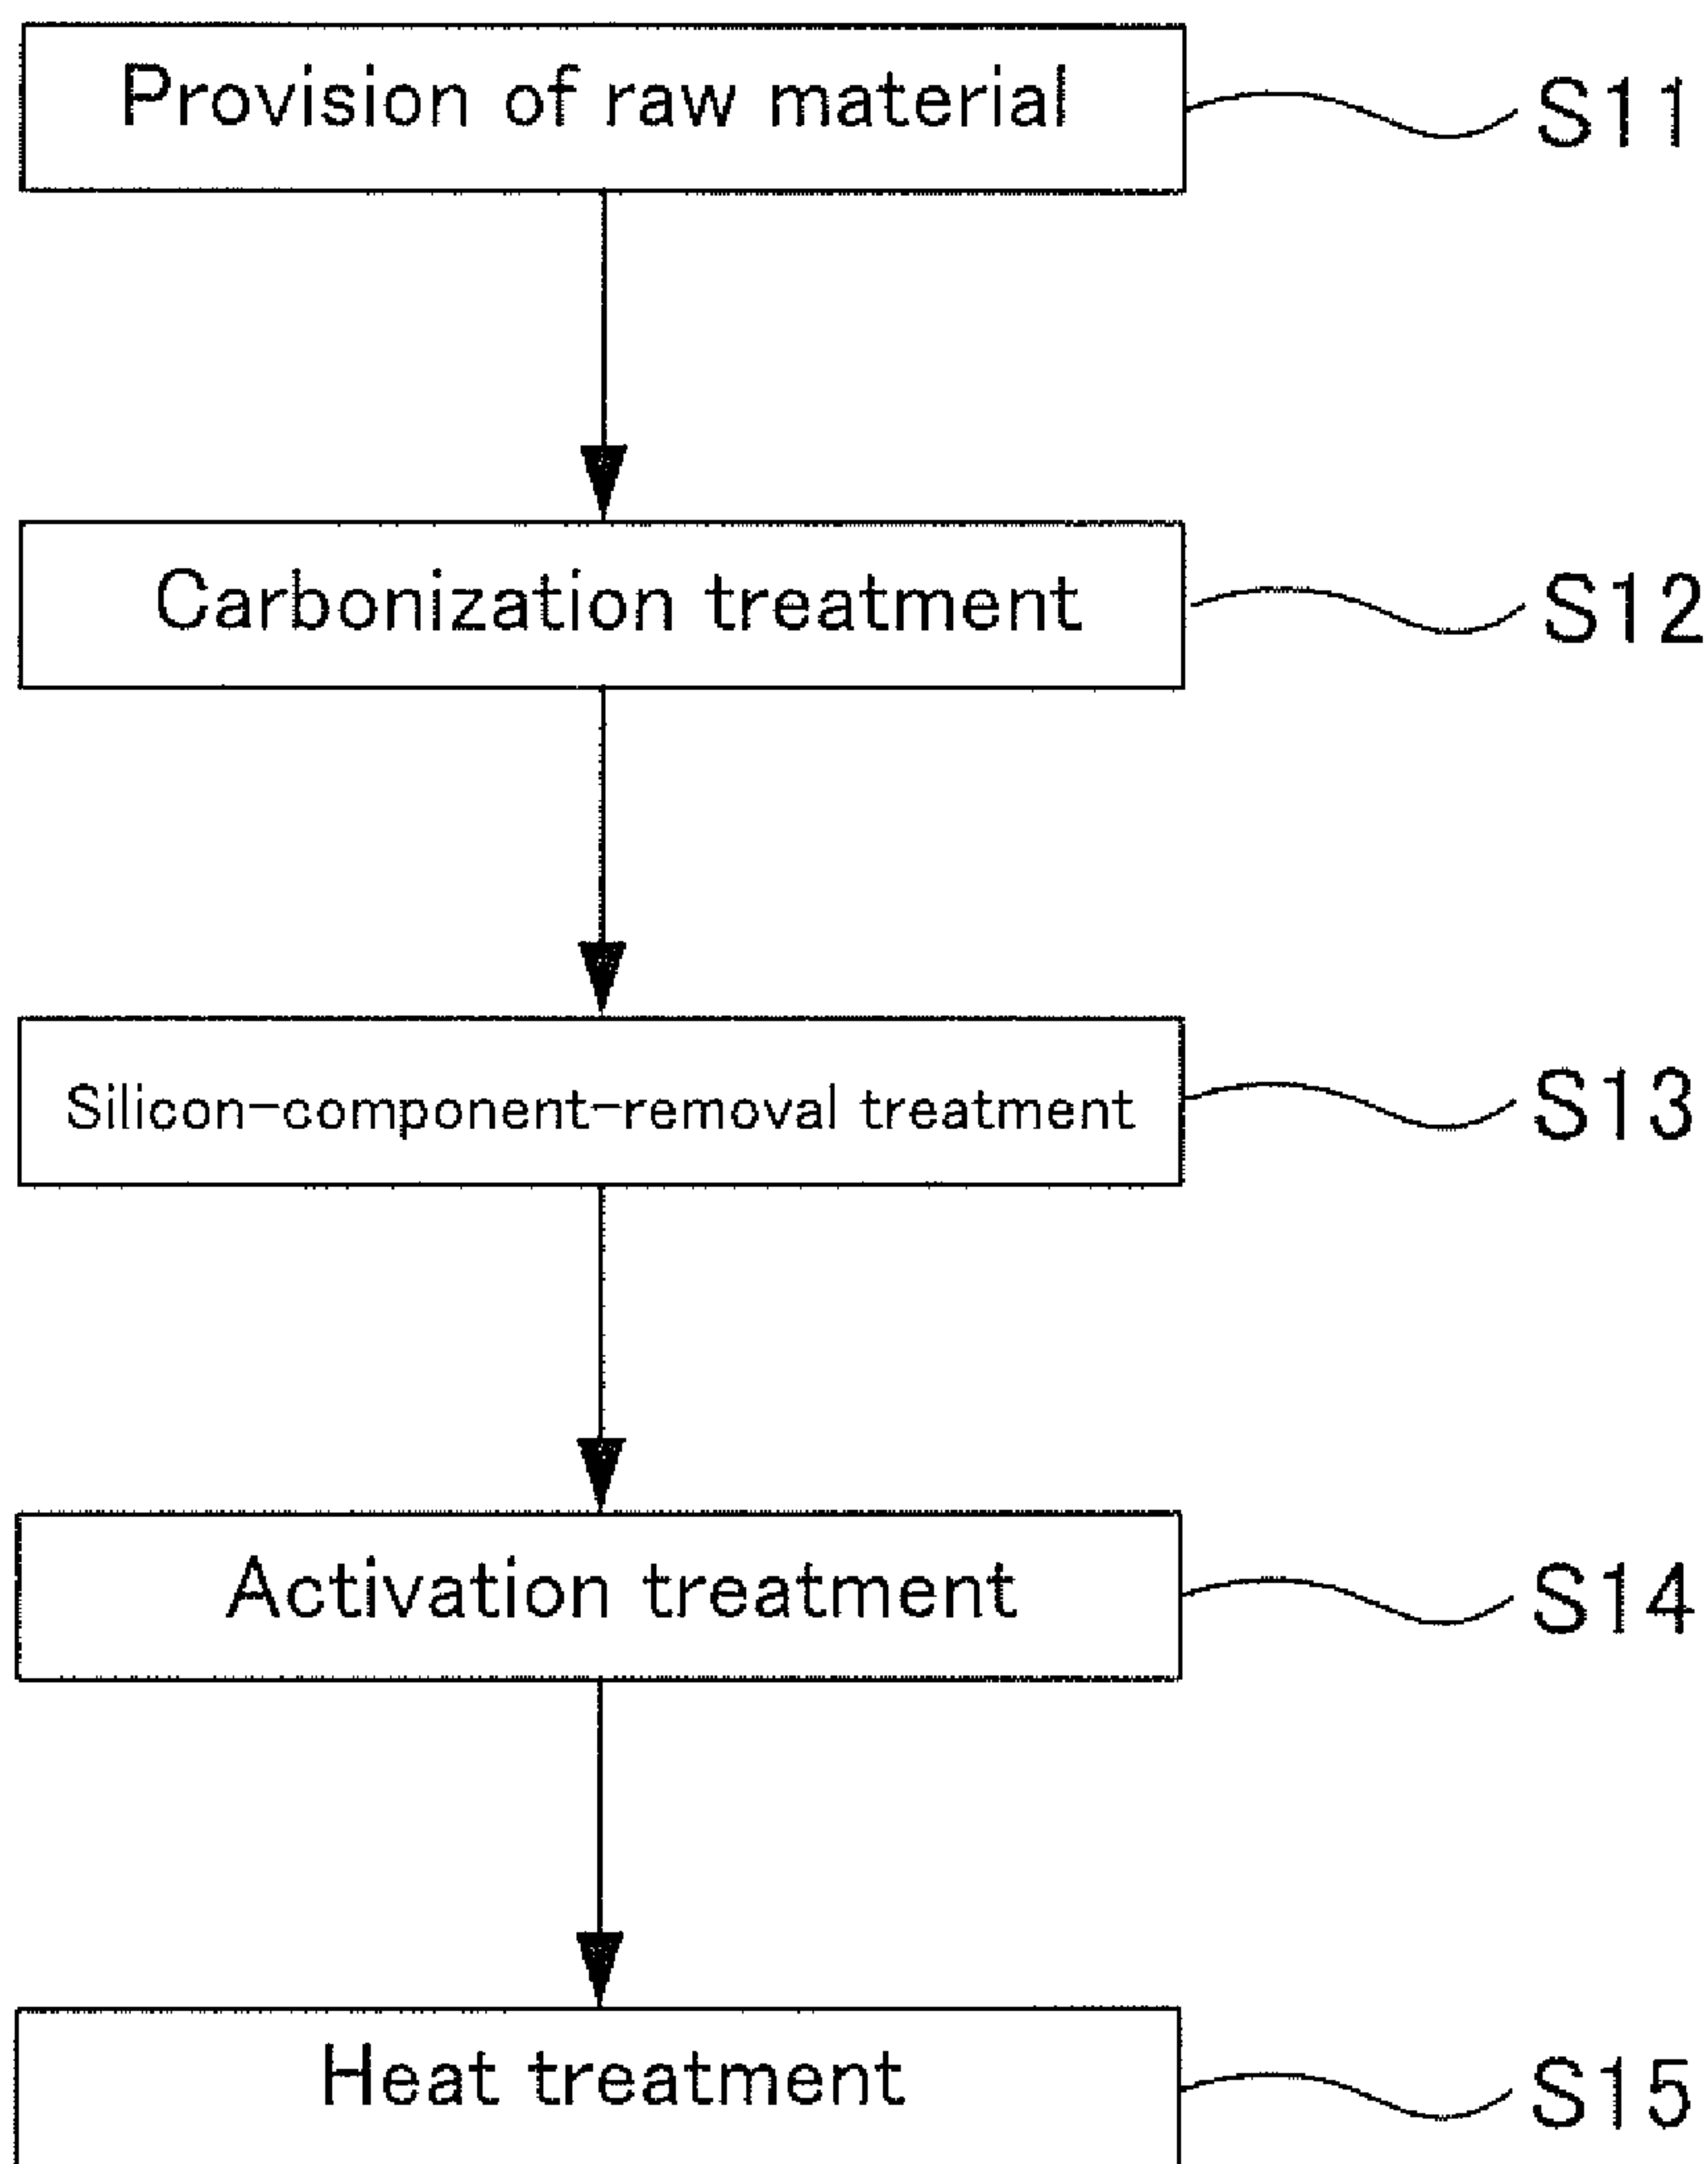 Provision of raw material S11
Carbonization treatment S12
Silicon-component-removal treatment S13
Activation treatment S14
Heat treatment S15